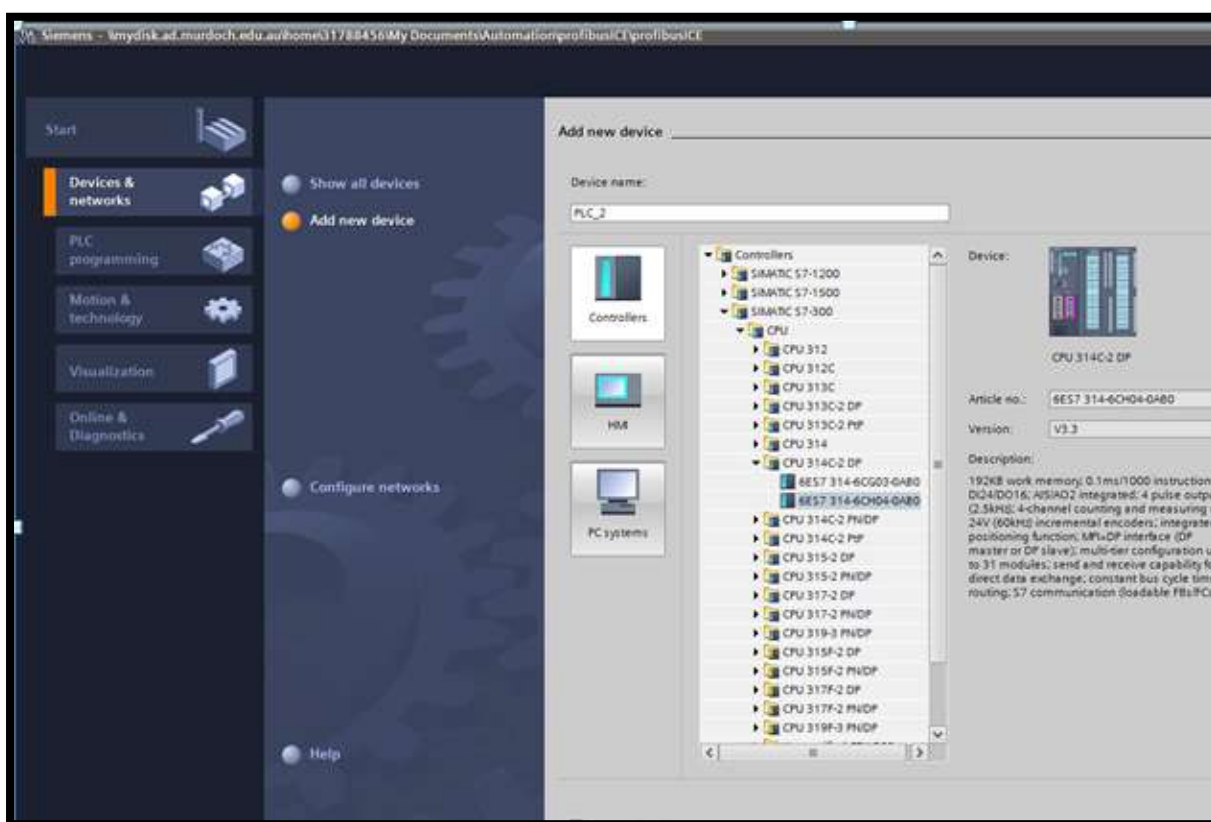 Siemens - \\mydisk.ad.murdoch.edu.au\home\31788456\My Documents\Automation\profibusICE\profibusICE
Start
Devices &
networks
PLC
programming
Motion &
technology
Visualization
Online &
Diagnostics
Show all devices
Add new device
Configure networks
Help
Add new device
Device name:
PLC_2
Controllers
HMI
PC systems
Controllers
SIMATIC S7-1200
SIMATIC S7-1500
SIMATIC S7-300
CPU
CPU 312
CPU 312C
CPU 313C
CPU 313C-2 DP
CPU 313C-2 PtP
CPU 314
CPU 314C-2 DP
6ES7 314-6CG03-0AB0
6ES7 314-6CH04-0AB0
CPU 314C-2 PN/DP
CPU 314C-2 PtP
CPU 315-2 DP
CPU 315-2 PN/DP
CPU 317-2 DP
CPU 317-2 PN/DP
CPU 319-3 PN/DP
CPU 315F-2 DP
CPU 315F-2 PN/DP
CPU 317F-2 DP
CPU 317F-2 PN/DP
CPU 319F-3 PN/DP
Device:
CPU 314C-2 DP
Article no.: 6ES7 314-6CH04-0AB0
Version: V3.3
Description:
192KB work memory; 0.1ms/1000 instruction
DI24/DO16; AI5/AO2 integrated; 4 pulse outp
(2.5kHz); 4-channel counting and measuring
24V (60kHz) incremental encoders; integrate
positioning function; MPI+DP interface (DP
master or DP slave); multi-tier configuration u
to 31 modules; send and receive capability fo
direct data exchange; constant bus cycle tim
routing; S7 communication (loadable FBs/FC